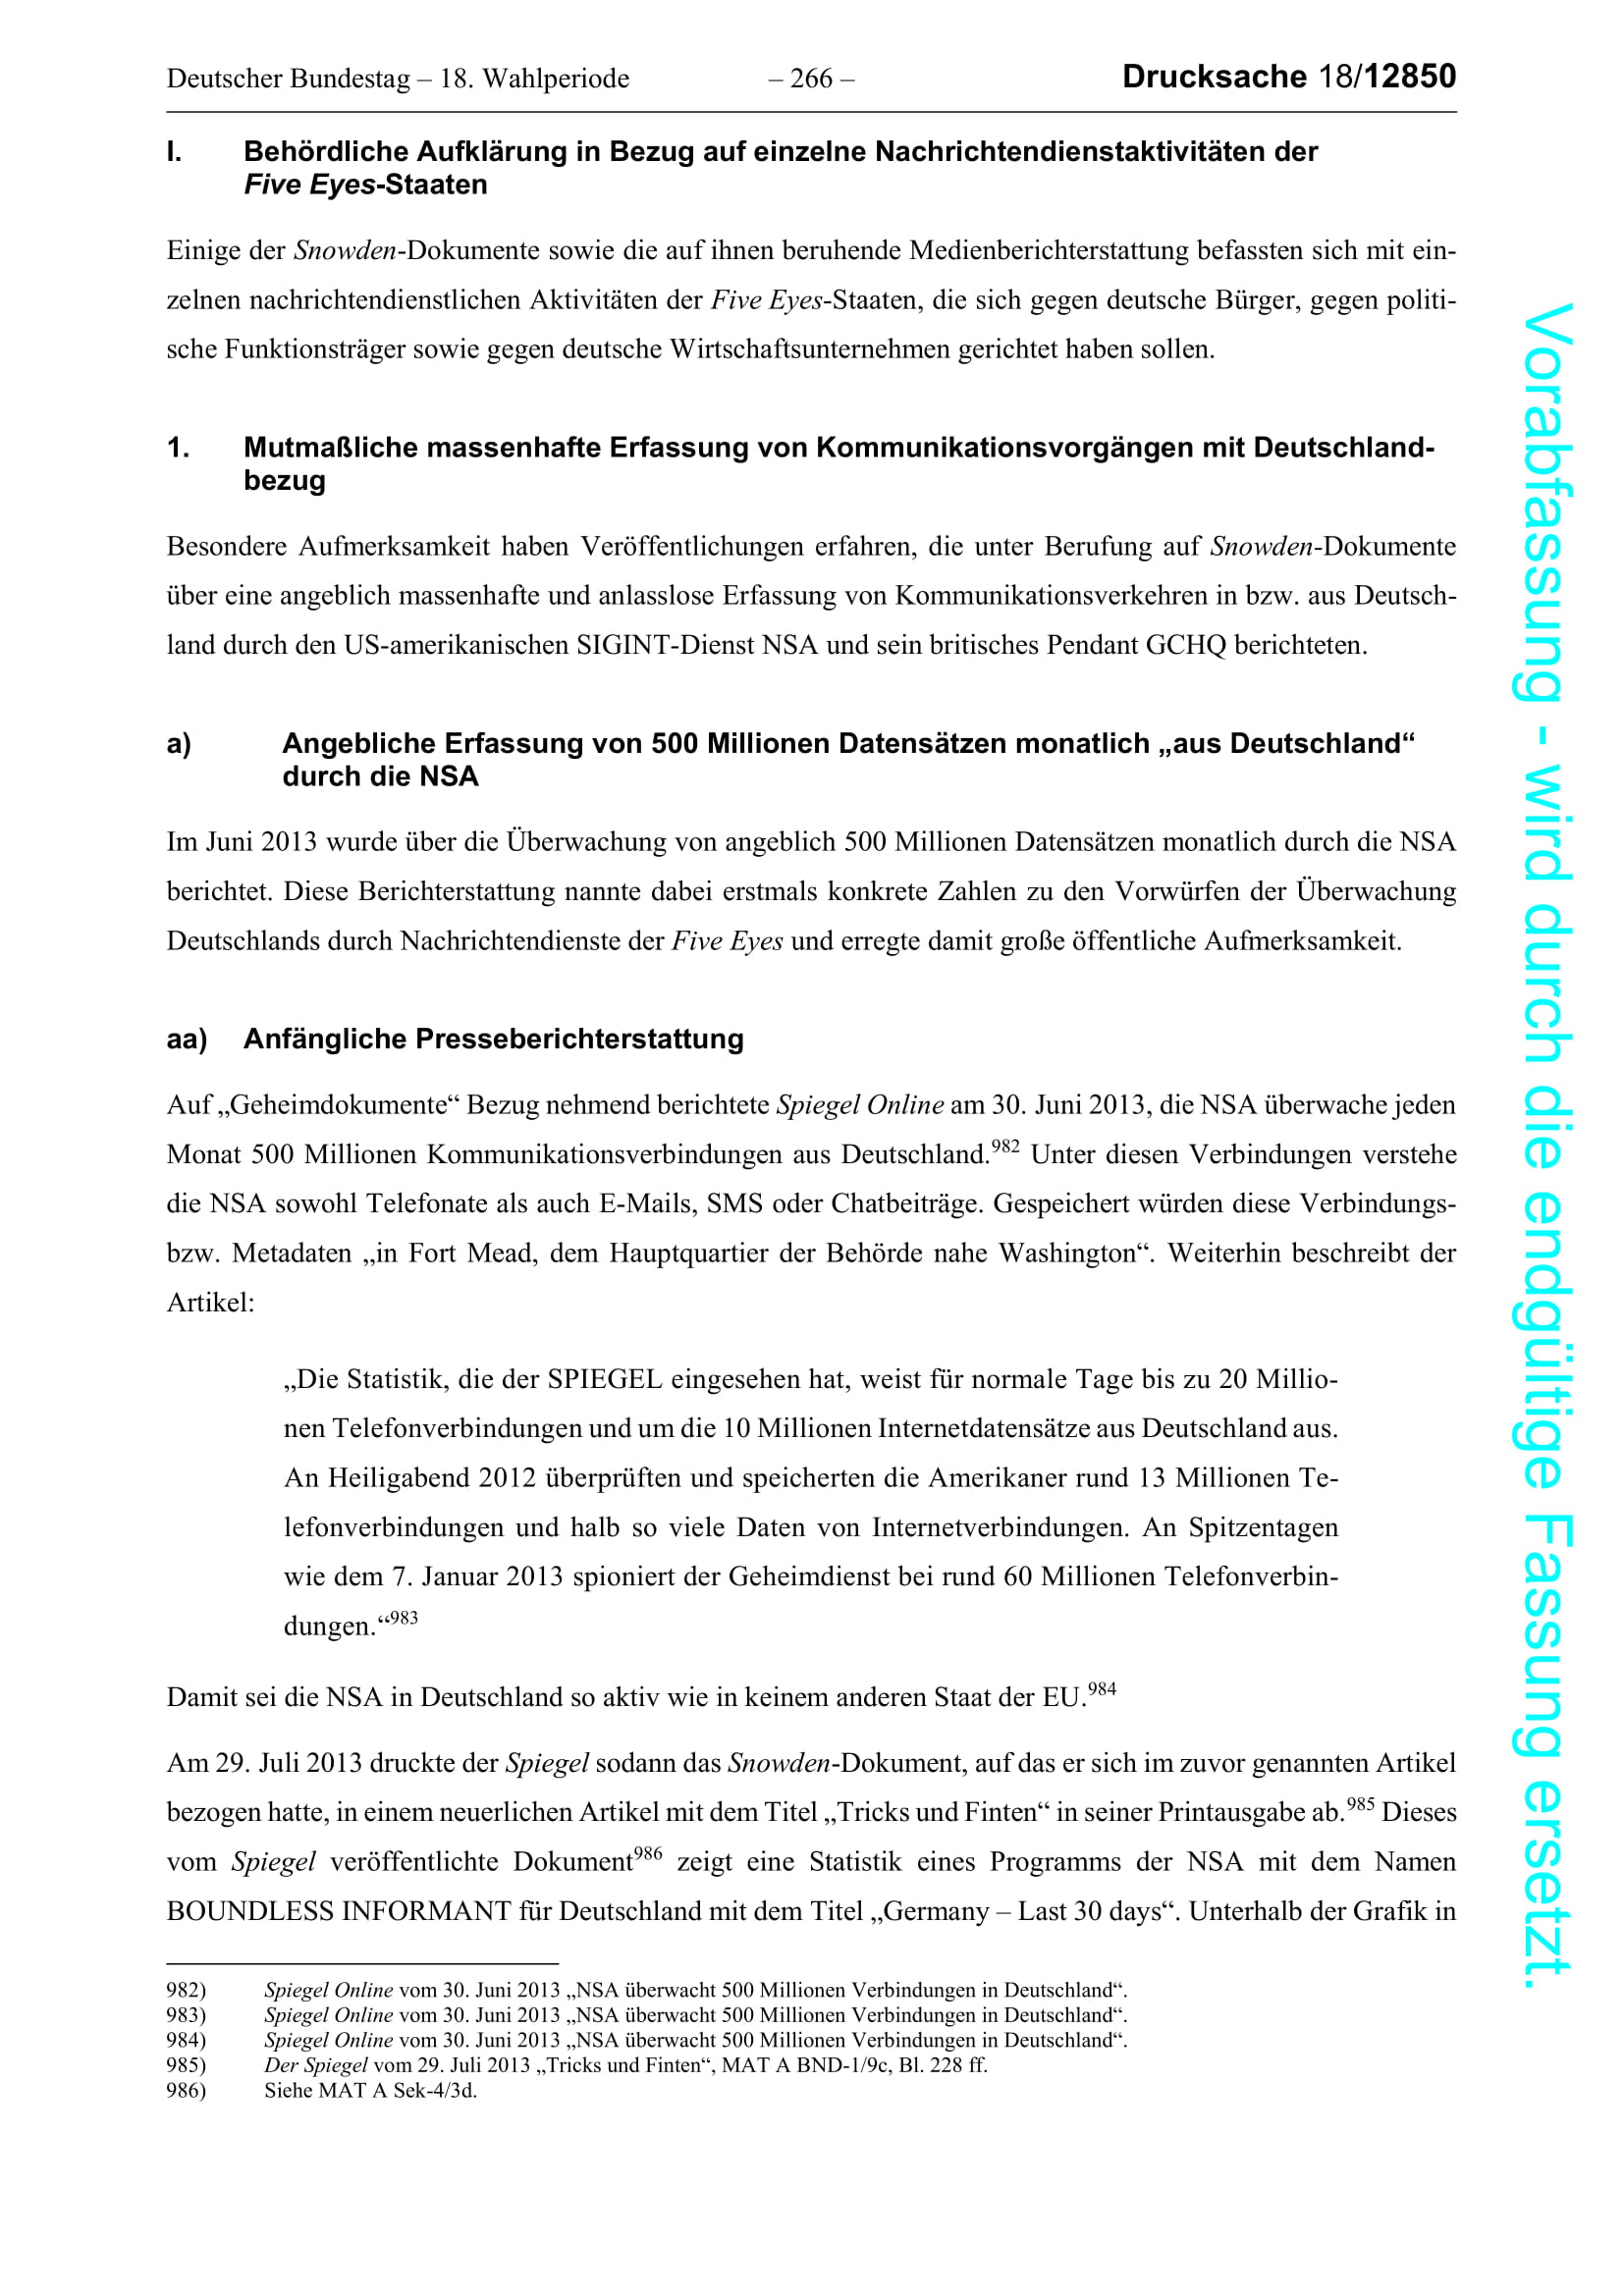 Deutscher Bundestag – 18. Wahlperiode – 266 – Drucksache 18/12850
I. Behördliche Aufklärung in Bezug auf einzelne Nachrichtendienstaktivitäten der
Five Eyes-Staaten
Einige der Snowden-Dokumente sowie die auf ihnen beruhende Medienberichterstattung befassten sich mit ein-
zelnen nachrichtendienstlichen Aktivitäten der Five Eyes-Staaten, die sich gegen deutsche Bürger, gegen politi-
sche Funktionsträger sowie gegen deutsche Wirtschaftsunternehmen gerichtet haben sollen.
1. Mutmaßliche massenhafte Erfassung von Kommunikationsvorgängen mit Deutschland-
bezug
Besondere Aufmerksamkeit haben Veröffentlichungen erfahren, die unter Berufung auf Snowden-Dokumente
über eine angeblich massenhafte und anlasslose Erfassung von Kommunikationsverkehren in bzw. aus Deutsch-
land durch den US-amerikanischen SIGINT-Dienst NSA und sein britisches Pendant GCHQ berichteten.
a) Angebliche Erfassung von 500 Millionen Datensätzen monatlich „aus Deutschland“
durch die NSA
Im Juni 2013 wurde über die Überwachung von angeblich 500 Millionen Datensätzen monatlich durch die NSA
berichtet. Diese Berichterstattung nannte dabei erstmals konkrete Zahlen zu den Vorwürfen der Überwachung
Deutschlands durch Nachrichtendienste der Five Eyes und erregte damit große öffentliche Aufmerksamkeit.
aa) Anfängliche Presseberichterstattung
Auf „Geheimdokumente“ Bezug nehmend berichtete Spiegel Online am 30. Juni 2013, die NSA überwache jeden
Monat 500 Millionen Kommunikationsverbindungen aus Deutschland.982 Unter diesen Verbindungen verstehe
die NSA sowohl Telefonate als auch E-Mails, SMS oder Chatbeiträge. Gespeichert würden diese Verbindungs-
bzw. Metadaten „in Fort Mead, dem Hauptquartier der Behörde nahe Washington“. Weiterhin beschreibt der
Artikel:
„Die Statistik, die der SPIEGEL eingesehen hat, weist für normale Tage bis zu 20 Millio-
nen Telefonverbindungen und um die 10 Millionen Internetdatensätze aus Deutschland aus.
An Heiligabend 2012 überprüften und speicherten die Amerikaner rund 13 Millionen Te-
lefonverbindungen und halb so viele Daten von Internetverbindungen. An Spitzentagen
wie dem 7. Januar 2013 spioniert der Geheimdienst bei rund 60 Millionen Telefonverbin-
dungen.“983
Damit sei die NSA in Deutschland so aktiv wie in keinem anderen Staat der EU.984
Am 29. Juli 2013 druckte der Spiegel sodann das Snowden-Dokument, auf das er sich im zuvor genannten Artikel
bezogen hatte, in einem neuerlichen Artikel mit dem Titel „Tricks und Finten“ in seiner Printausgabe ab.985 Dieses
vom Spiegel veröffentlichte Dokument986 zeigt eine Statistik eines Programms der NSA mit dem Namen
BOUNDLESS INFORMANT für Deutschland mit dem Titel „Germany – Last 30 days“. Unterhalb der Grafik in
982) Spiegel Online vom 30. Juni 2013 „NSA überwacht 500 Millionen Verbindungen in Deutschland“.
983) Spiegel Online vom 30. Juni 2013 „NSA überwacht 500 Millionen Verbindungen in Deutschland“.
984) Spiegel Online vom 30. Juni 2013 „NSA überwacht 500 Millionen Verbindungen in Deutschland“.
985) Der Spiegel vom 29. Juli 2013 „Tricks und Finten“, MAT A BND-1/9c, Bl. 228 ff.
986) Siehe MAT A Sek-4/3d.
Vorabfassung - wird durch die endgültige Fassung ersetzt.